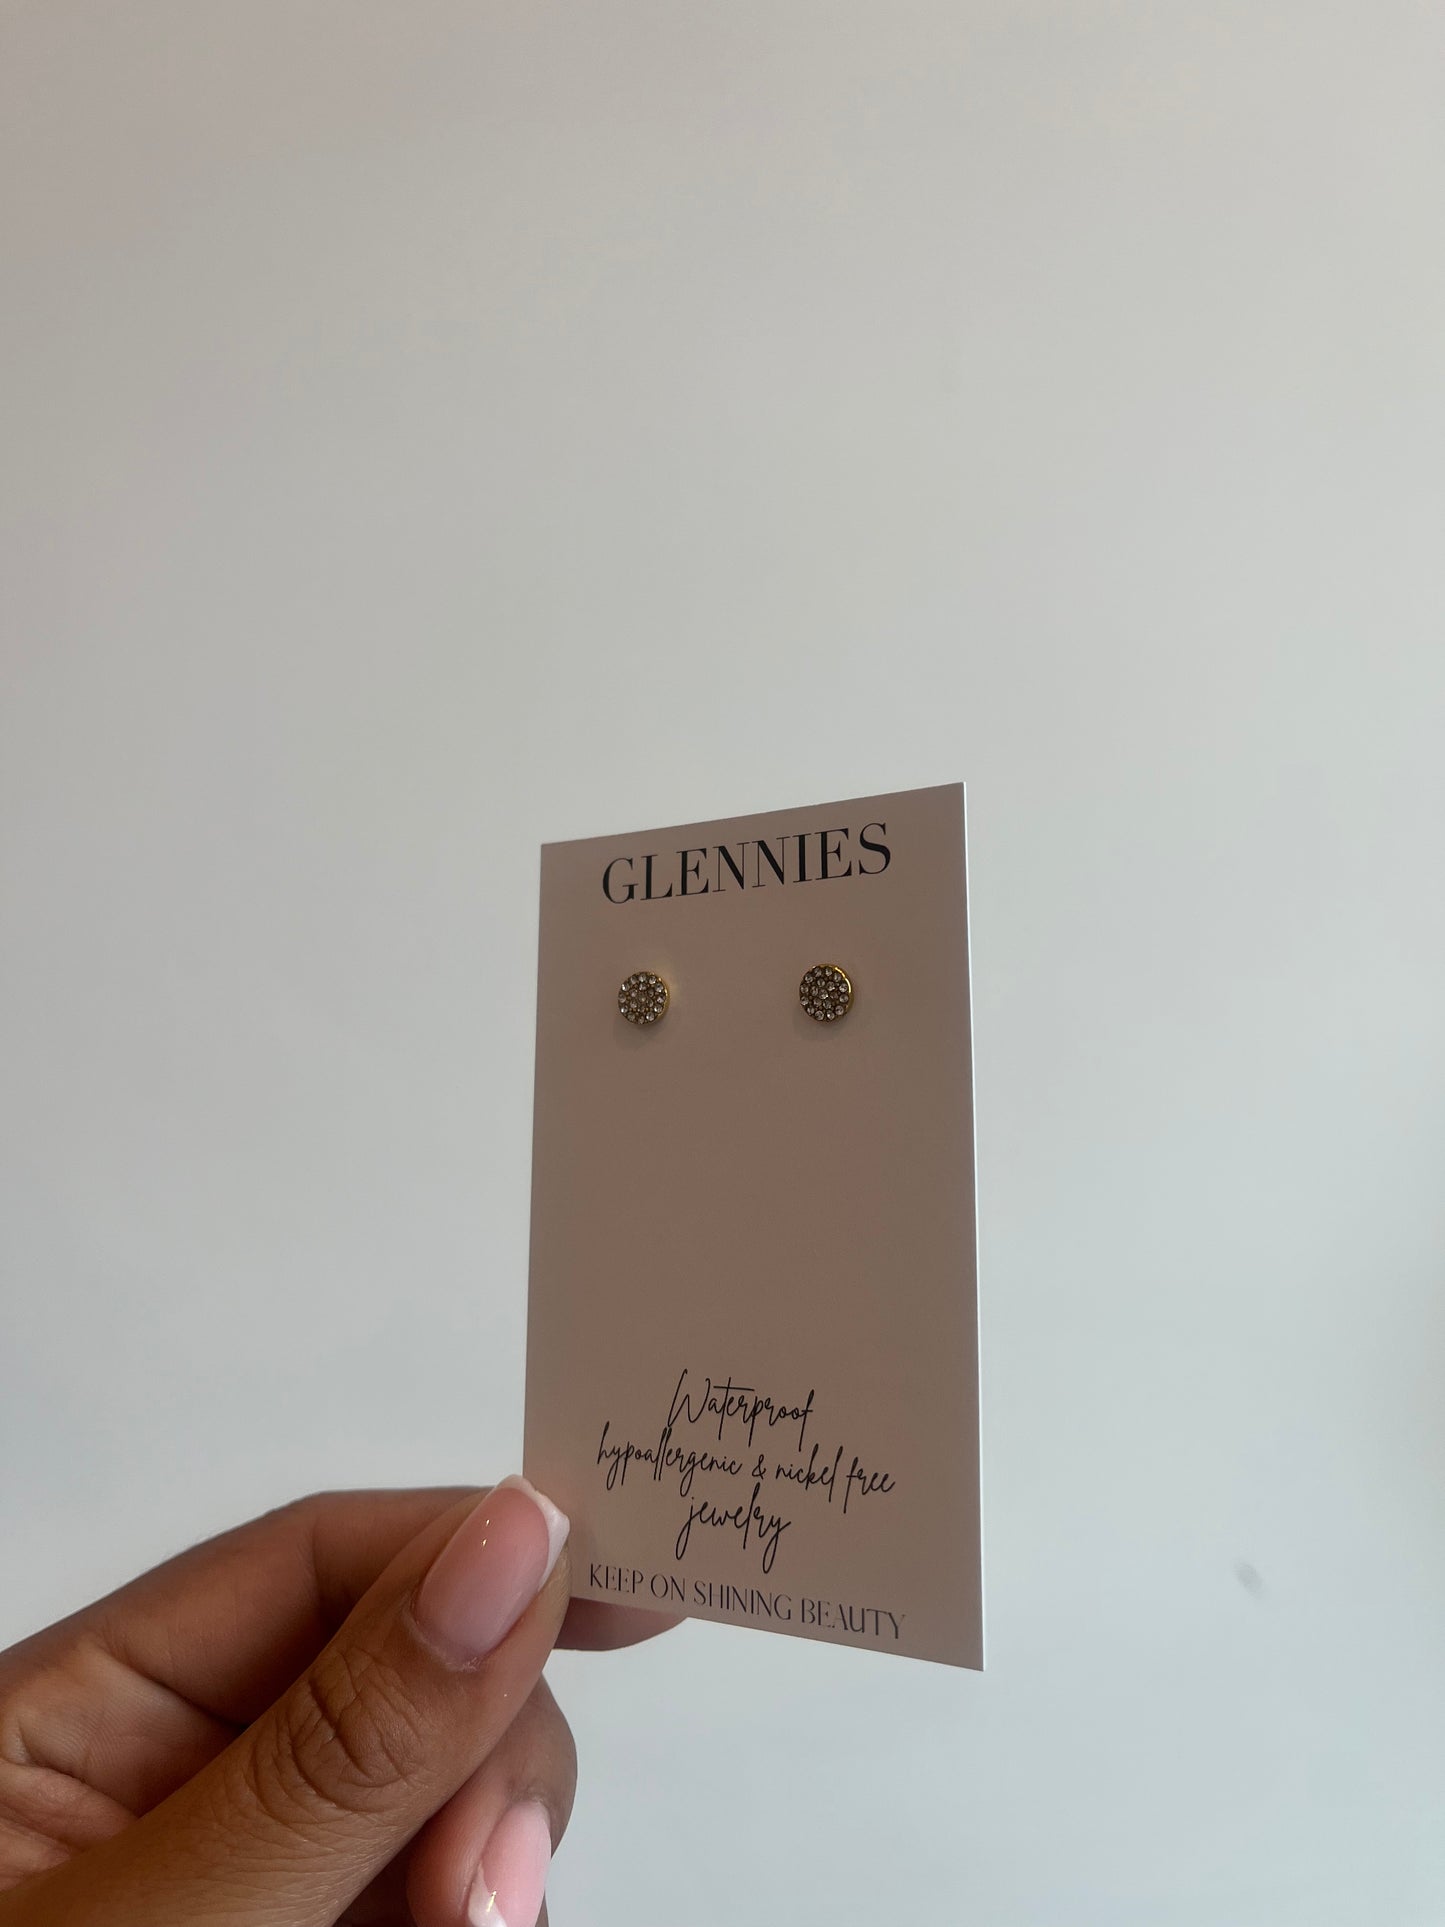 GLENNIES
Waterproof
hypoallergenic & nickel free
jewelry
KEEP ON SHINING BEAUTY